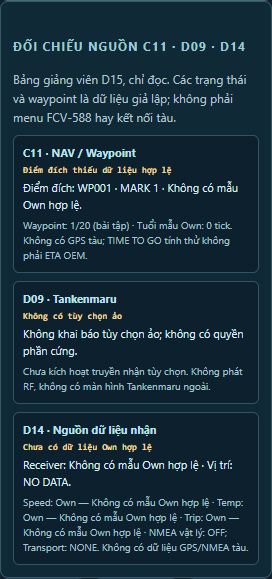 ĐỐI CHIẾU NGUỒN C11 · D09 · D14
Bảng giảng viên D15, chỉ đọc. Các trạng thái
và waypoint là dữ liệu giả lập; không phải
menu FCV-588 hay kết nối tàu.
C11 · NAV / Waypoint
Điểm đích thiếu dữ liệu hợp lệ
Điểm đích: WP001 · MARK 1 · Không có mẫu
Own hợp lệ.
Waypoint: 1/20 (bài tập) · Tuổi mẫu Own: 0 tick.
Không có GPS tàu; TIME TO GO tính thử không
phải ETA OEM.
D09 · Tankenmaru
Không có tùy chọn ảo
Không khai báo tùy chọn ảo; không có quyền
phần cứng.
Chưa kích hoạt truyền nhận tùy chọn. Không phát
RF, không có màn hình Tankenmaru ngoài.
D14 · Nguồn dữ liệu nhận
Chưa có dữ liệu Own hợp lệ
Receiver: Không có mẫu Own hợp lệ · Vị trí:
NO DATA.
Speed: Own — Không có mẫu Own hợp lệ · Temp:
Own — Không có mẫu Own hợp lệ · Trip: Own —
Không có mẫu Own hợp lệ · NMEA vật lý: OFF;
Transport: NONE. Không có dữ liệu GPS/NMEA tàu.